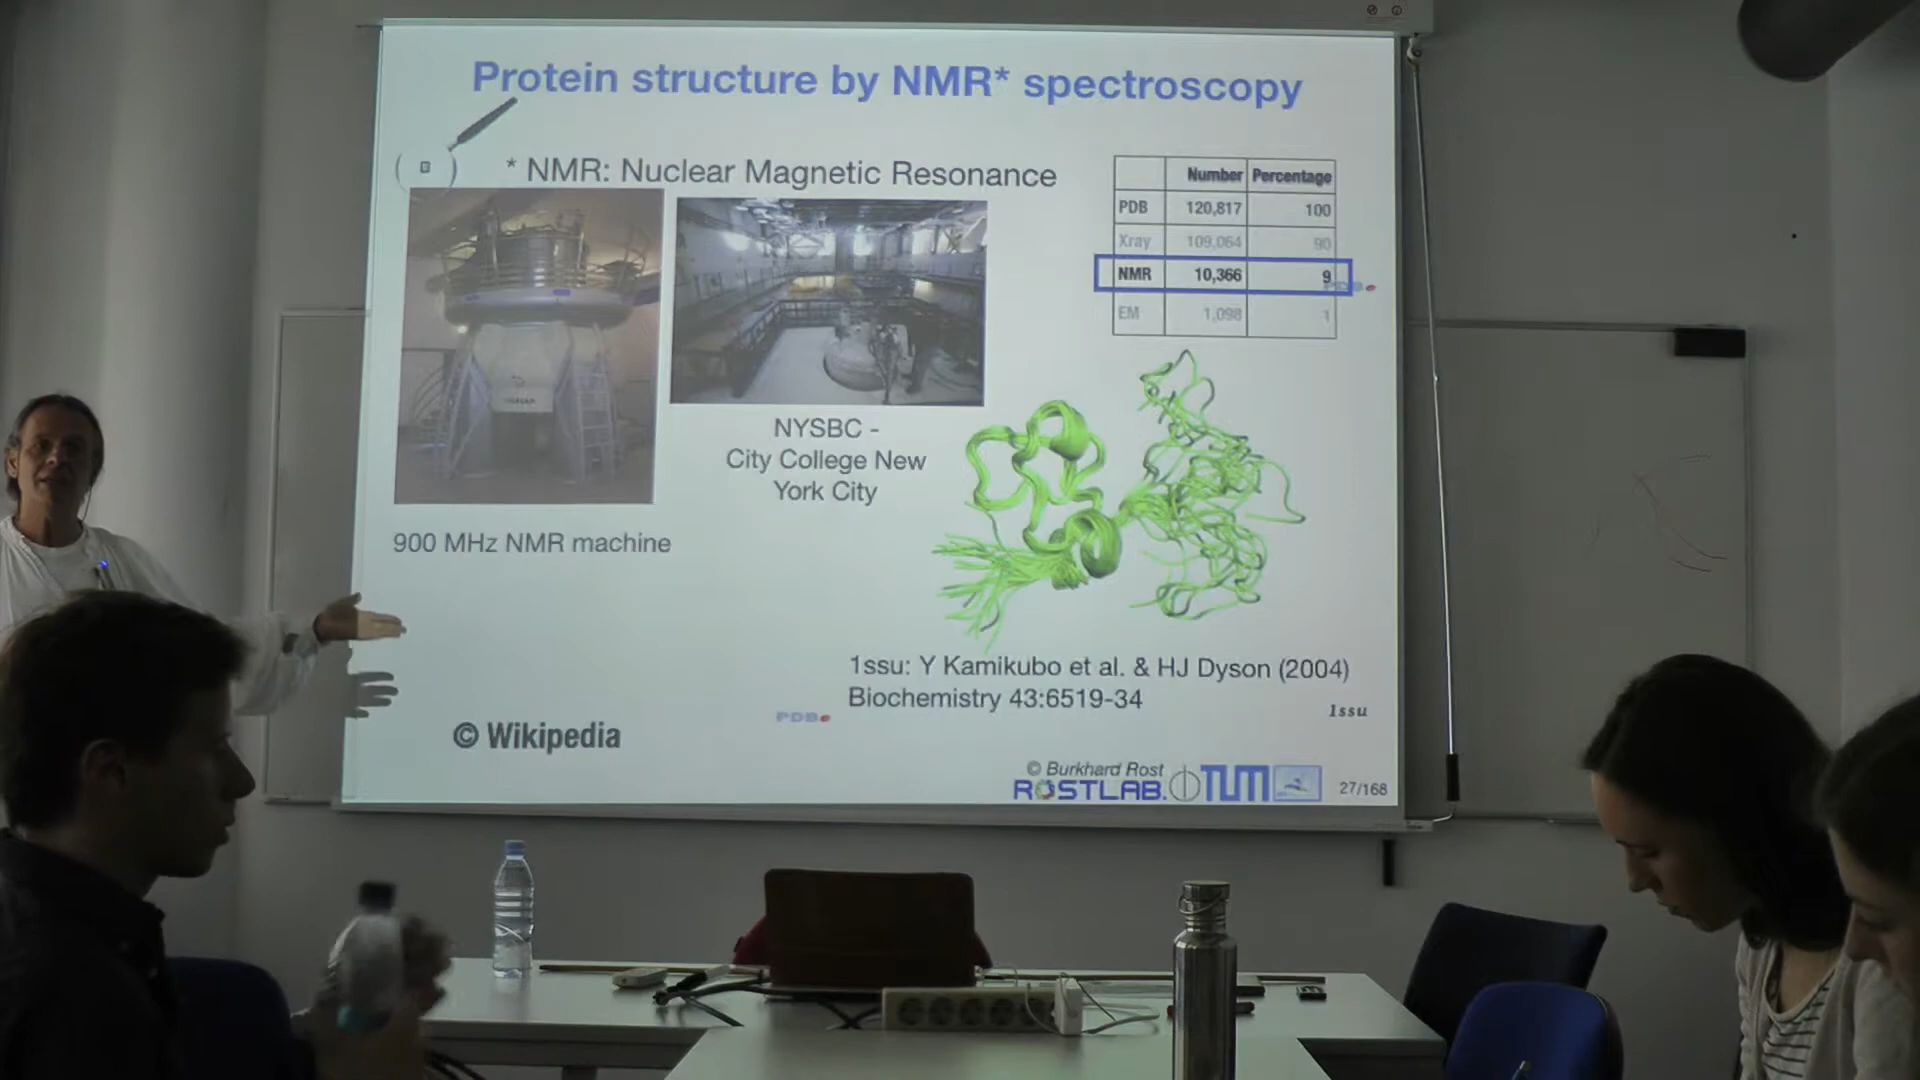 Protein structure by NMR* spectroscopy
* NMR: Nuclear Magnetic Resonance
Number Percentage
PDB 120,817 100
Xray 109,064 90
NMR 10,366 9
PDB
EM 1,098 1
NYSBC -
City College New
York City
900 MHz NMR machine
1ssu: Y Kamikubo et al. & HJ Dyson (2004)
Biochemistry 43:6519-34
PDB
1ssu
© Wikipedia
© Burkhard Rost
ROSTLAB. TUM
27/168